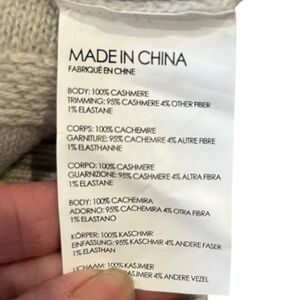 MADE IN CHINA
FABRIQUÉ EN CHINE
BODY: 100% CASHMERE
TRIMMING: 95% CASHMERE 4% OTHER FIBER
1% ELASTANE
CORPS: 100% CACHEMIRE
GARNITURE: 95% CACHEMIRE 4% AUTRE FIBRE
1% ELASTHANNE
CORPO: 100% CASHMERE
GUARNIZIONE: 95% CASHMERE 4% ALTRA FIBRA
1% ELASTANE
BODY: 100% CACHEMIRA
ADORNO: 95% CACHEMIRA 4% OTRA FIBRA
1% ELASTANO
KÖRPER: 100% KASCHMIR
EINFASSUNG: 95% KASCHMIR 4% ANDERE FASER
1% ELASTHAN
LICHAAM: 100% KASJMIER
KASJMIER 4% ANDERE VEZEL